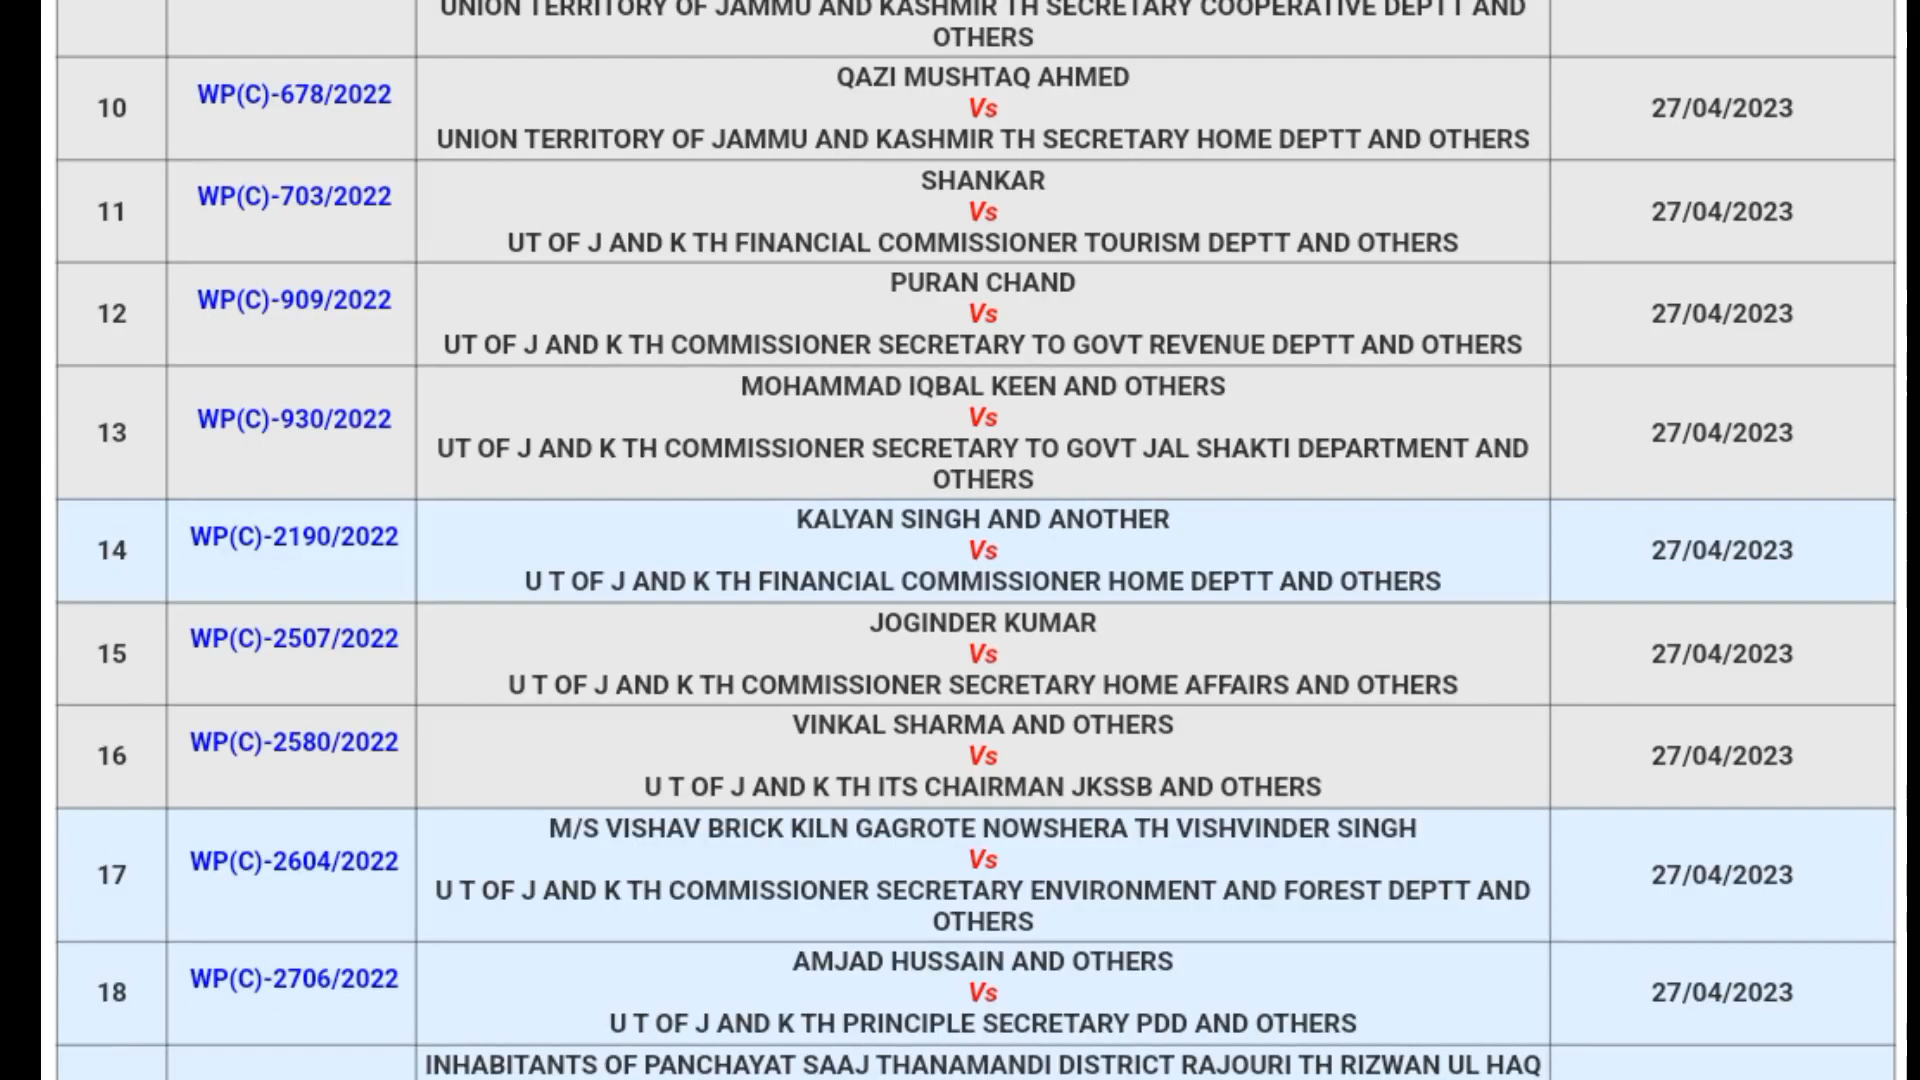 UNION TERRITORY OF JAMMU AND KASHMIR TH SECRETARY COOPERATIVE DEPTT AND
OTHERS
10
WP(C)-678/2022
QAZI MUSHTAQ AHMED
Vs
UNION TERRITORY OF JAMMU AND KASHMIR TH SECRETARY HOME DEPTT AND OTHERS
27/04/2023
11
WP(C)-703/2022
SHANKAR
Vs
UT OF J AND K TH FINANCIAL COMMISSIONER TOURISM DEPTT AND OTHERS
27/04/2023
12
WP(C)-909/2022
PURAN CHAND
Vs
UT OF J AND K TH COMMISSIONER SECRETARY TO GOVT REVENUE DEPTT AND OTHERS
27/04/2023
13
WP(C)-930/2022
MOHAMMAD IQBAL KEEN AND OTHERS
Vs
UT OF J AND K TH COMMISSIONER SECRETARY TO GOVT JAL SHAKTI DEPARTMENT AND
OTHERS
27/04/2023
14
WP(C)-2190/2022
KALYAN SINGH AND ANOTHER
Vs
U T OF J AND K TH FINANCIAL COMMISSIONER HOME DEPTT AND OTHERS
27/04/2023
15
WP(C)-2507/2022
JOGINDER KUMAR
Vs
U T OF J AND K TH COMMISSIONER SECRETARY HOME AFFAIRS AND OTHERS
27/04/2023
16
WP(C)-2580/2022
VINKAL SHARMA AND OTHERS
Vs
U T OF J AND K TH ITS CHAIRMAN JKSSB AND OTHERS
27/04/2023
17
WP(C)-2604/2022
M/S VISHAV BRICK KILN GAGROTE NOWSHERA TH VISHVINDER SINGH
Vs
U T OF J AND K TH COMMISSIONER SECRETARY ENVIRONMENT AND FOREST DEPTT AND
OTHERS
27/04/2023
18
WP(C)-2706/2022
AMJAD HUSSAIN AND OTHERS
Vs
U T OF J AND K TH PRINCIPLE SECRETARY PDD AND OTHERS
27/04/2023
INHABITANTS OF PANCHAYAT SAAJ THANAMANDI DISTRICT RAJOURI TH RIZWAN UL HAQ